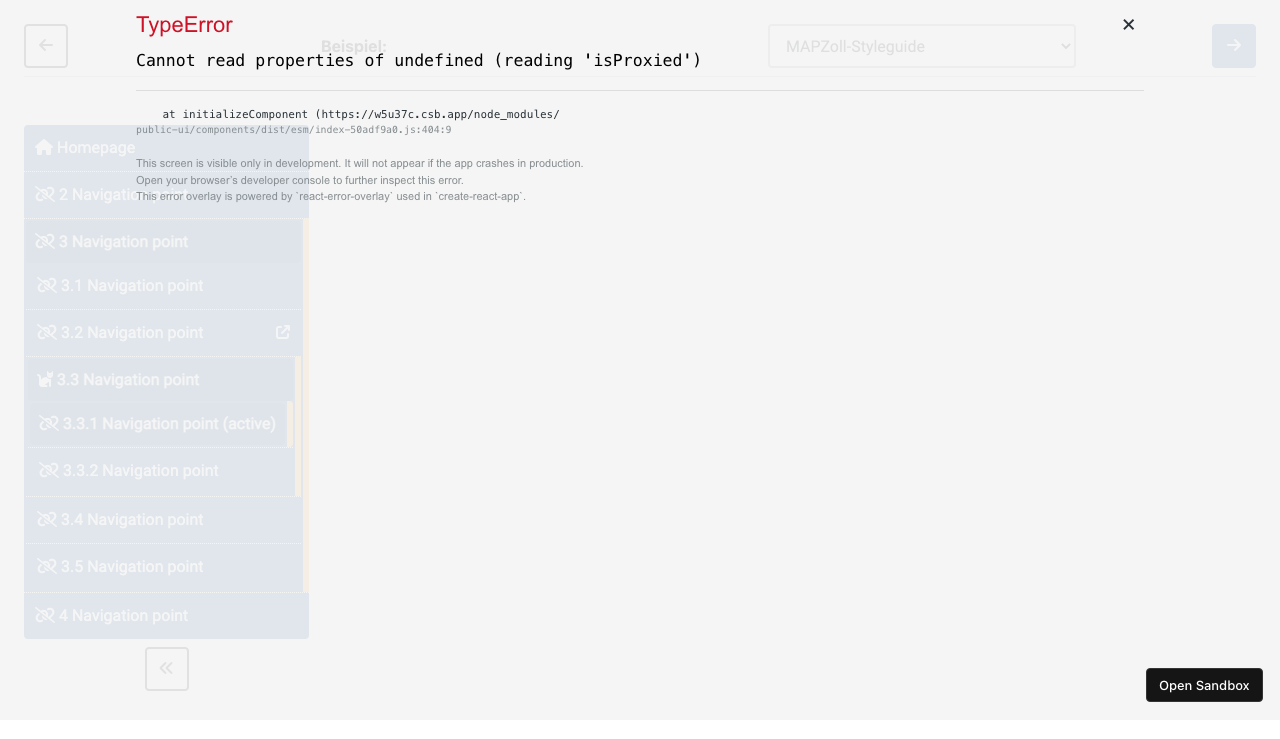 TypeError
Beispiel:
MAPZoll-Styleguide
Cannot read properties of undefined (reading 'isProxied')
at initializeComponent (https://w5u37c.csb.app/node_modules/
public-ui/components/dist/esm/index-50adf9a0.js:404:9
Homepage
This screen is visible only in development. It will not appear if the app crashes in production.
Open your browser’s developer console to further inspect this error.
2 Navigation point
This error overlay is powered by `react-error-overlay` used in `create-react-app`.
3 Navigation point
3.1 Navigation point
3.2 Navigation point
3.3 Navigation point
3.3.1 Navigation point (active)
3.3.2 Navigation point
3.4 Navigation point
3.5 Navigation point
4 Navigation point
Open Sandbox